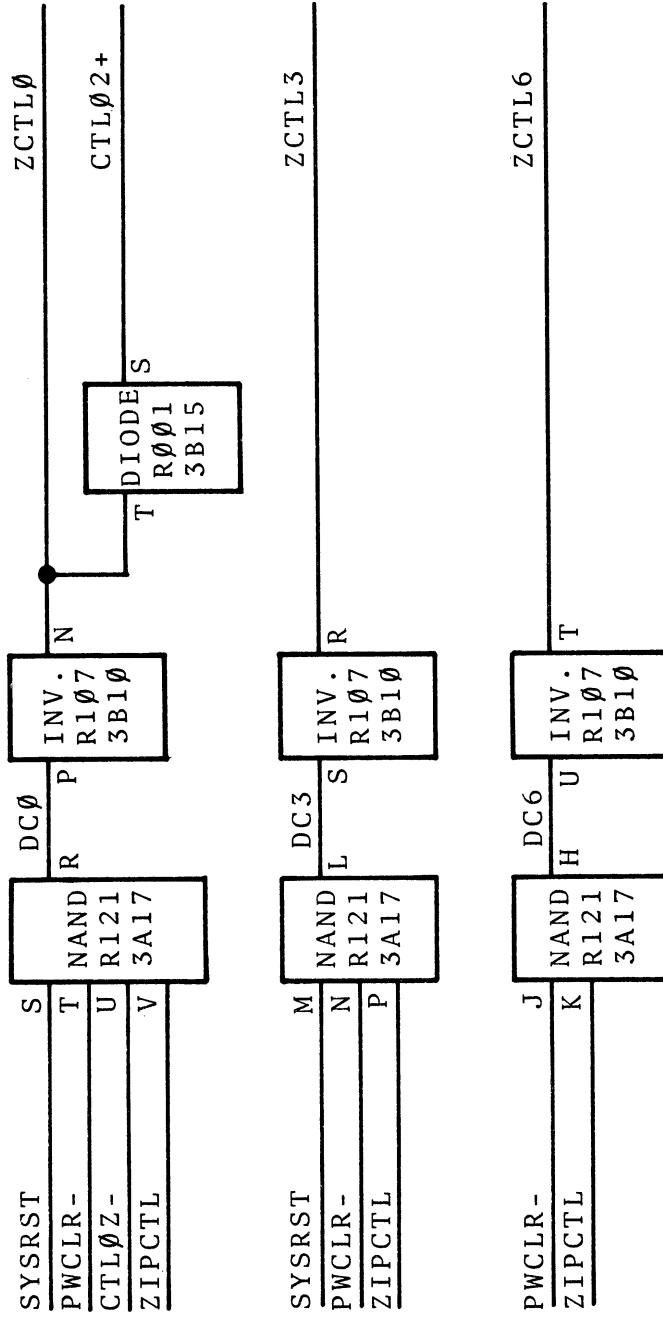 SYSRST
PWCLR-
CTLØZ-
ZIPCTL
S
T
U
V
NAND
R121
3A17
R
DCØ
P
INV.
R1Ø7
3B1Ø
N
T
DIODE
RØØ1
3B15
S
ZCTLØ
CTLØ2+
SYSRST
PWCLR-
ZIPCTL
M
N
P
NAND
R121
3A17
L
DC3
S
INV.
R1Ø7
3B1Ø
R
ZCTL3
PWCLR-
ZIPCTL
J
K
NAND
R121
3A17
H
DC6
U
INV.
R1Ø7
3B1Ø
T
ZCTL6